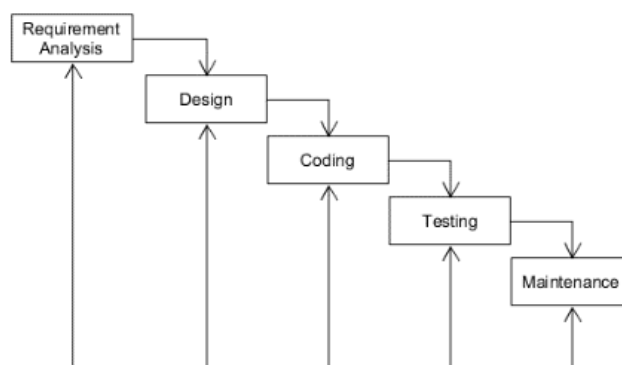 Requirement
Analysis
Design
Coding
Testing
Maintenance